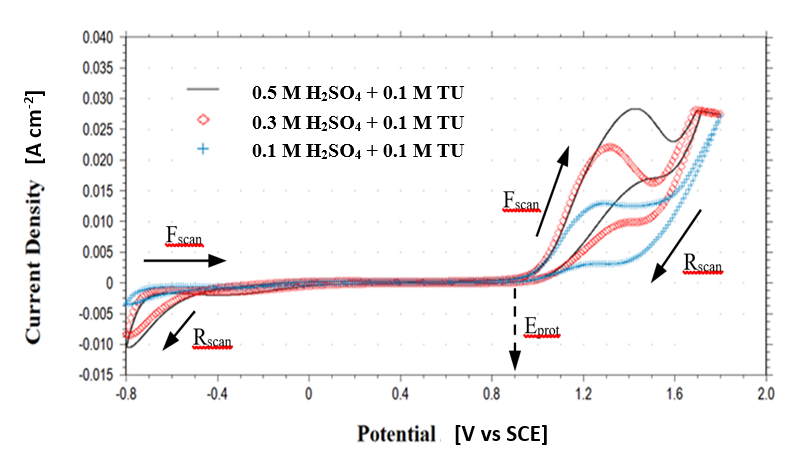 0.040
0.035
0.030
0.025
0.020
0.015
0.010
0.005
0
-0.005
-0.010
-0.015
Current Density [A cm⁻²]
0.5 M H₂SO₄ + 0.1 M TU
0.3 M H₂SO₄ + 0.1 M TU
0.1 M H₂SO₄ + 0.1 M TU
Fscan
Fscan
Rscan
Rscan
Eprot
-0.8 -0.4 0 0.4 0.8 1.2 1.6 2.0
Potential [V vs SCE]